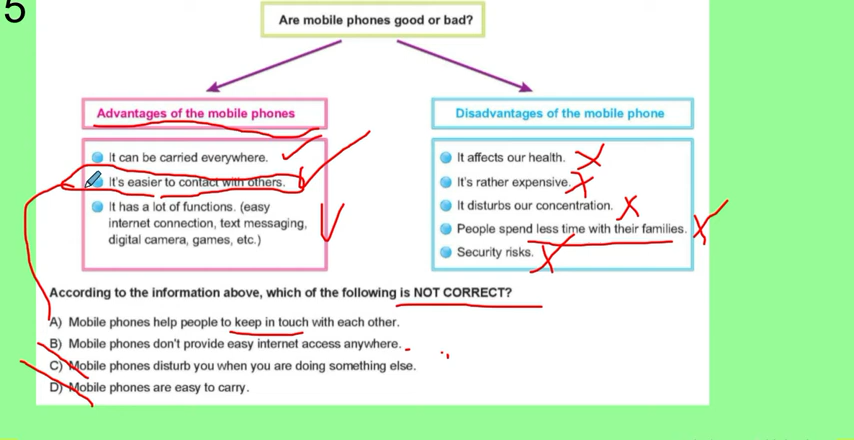 5
Are mobile phones good or bad?
Advantages of the mobile phones
It can be carried everywhere.
It's easier to contact with others.
It has a lot of functions. (easy
internet connection, text messaging,
digital camera, games, etc.)
Disadvantages of the mobile phone
It affects our health.
It's rather expensive.
It disturbs our concentration.
People spend less time with their families.
Security risks.
According to the information above, which of the following is NOT CORRECT?
A) Mobile phones help people to keep in touch with each other.
B) Mobile phones don't provide easy internet access anywhere.
C) Mobile phones disturb you when you are doing something else.
D) Mobile phones are easy to carry.